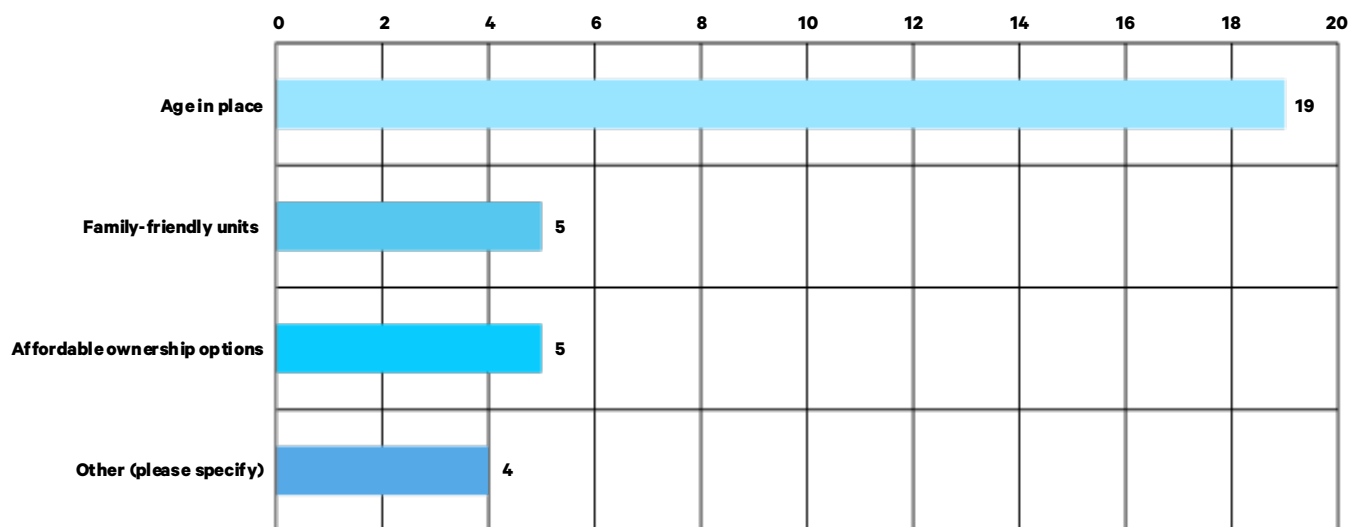 0 2 4 6 8 10 12 14 16 18 20
Age in place 19
Family-friendly units 5
Affordable ownership options 5
Other (please specify) 4